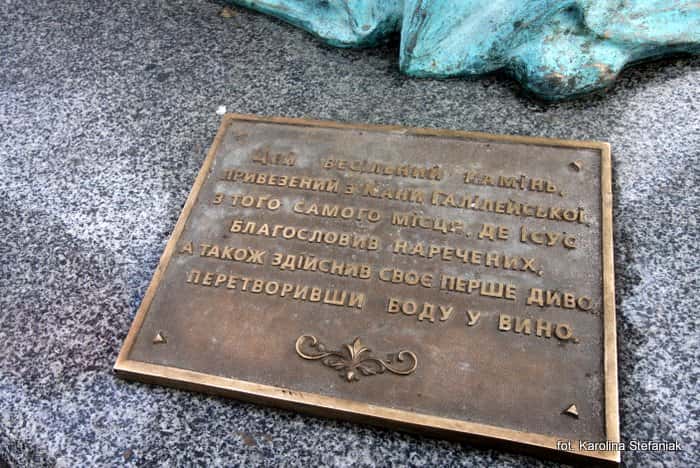 ЦЕЙ ВЕСІЛЬНИЙ КАМІНЬ,
ПРИВЕЗЕНИЙ З КАНИ ГАЛІЛЕЙСЬКОЇ,
З ТОГО САМОГО МІСЦЯ, ДЕ ІСУС
БЛАГОСЛОВИВ НАРЕЧЕНИХ,
А ТАКОЖ ЗДІЙСНИВ СВОЄ ПЕРШЕ ДИВО,
ПЕРЕТВОРИВШИ ВОДУ У ВИНО.
fot. Karolina Stefaniak